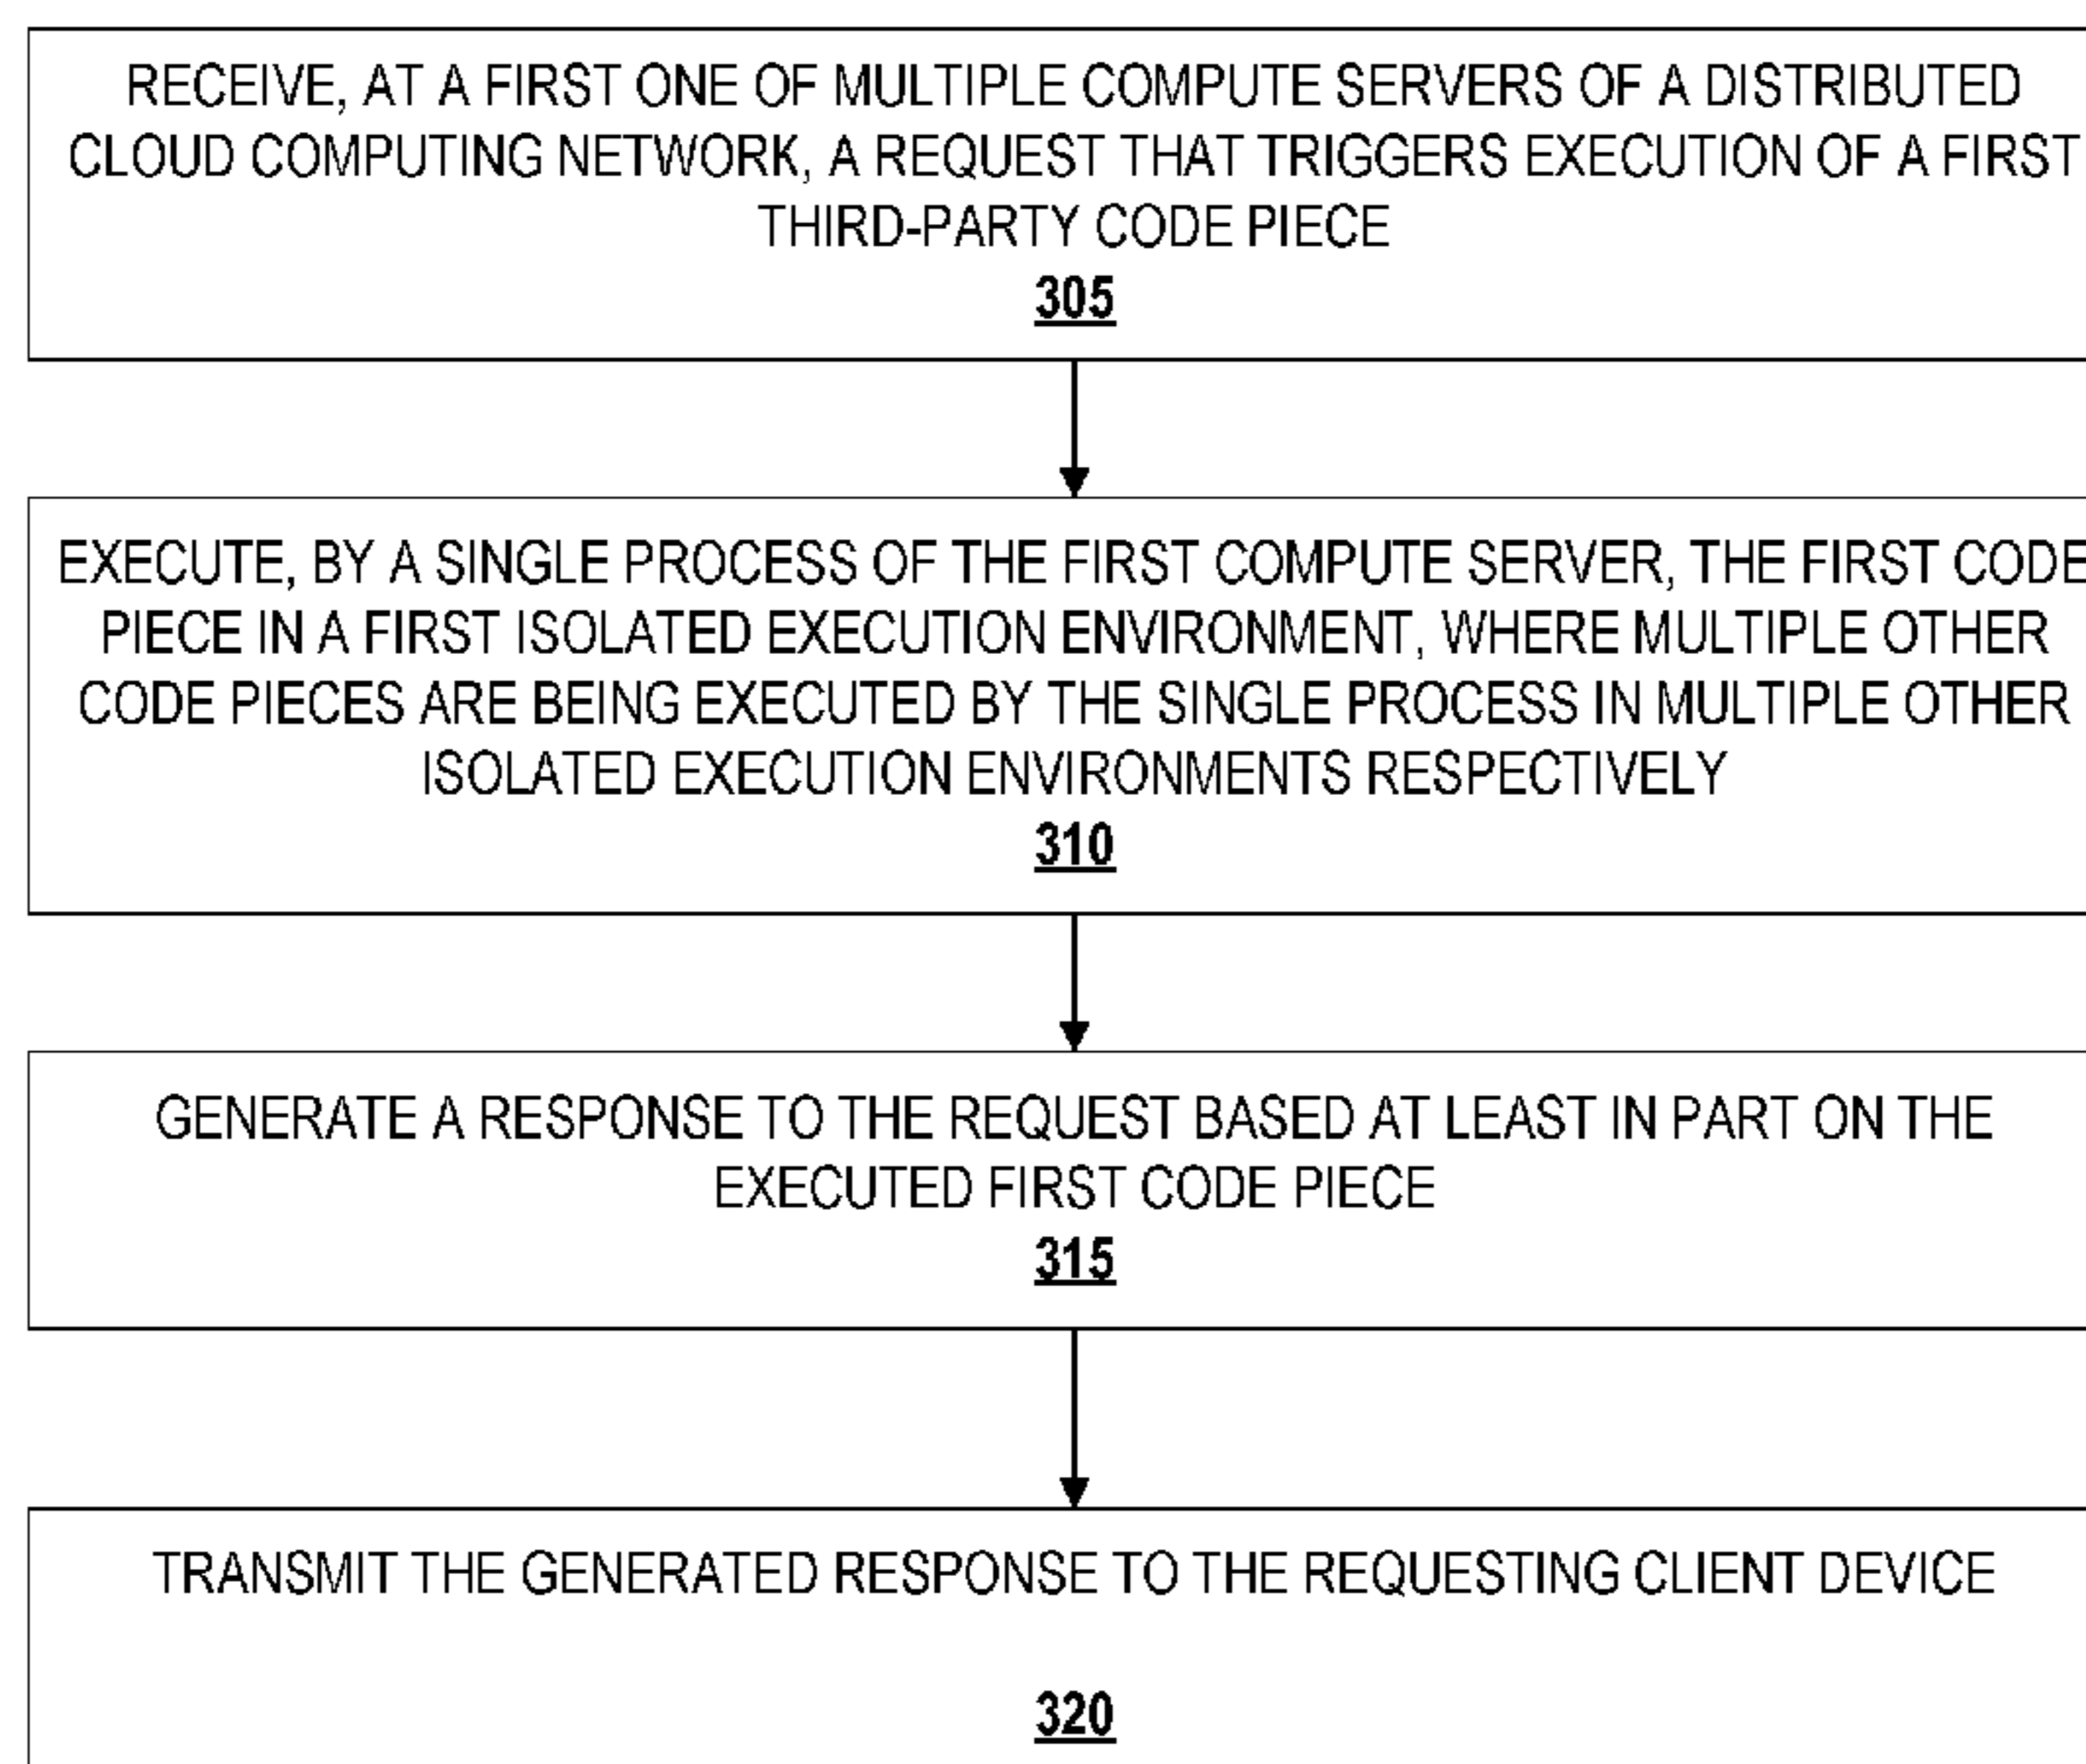 RECEIVE, AT A FIRST ONE OF MULTIPLE COMPUTE SERVERS OF A DISTRIBUTED
CLOUD COMPUTING NETWORK, A REQUEST THAT TRIGGERS EXECUTION OF A FIRST
THIRD-PARTY CODE PIECE
305
EXECUTE, BY A SINGLE PROCESS OF THE FIRST COMPUTE SERVER, THE FIRST CODE
PIECE IN A FIRST ISOLATED EXECUTION ENVIRONMENT, WHERE MULTIPLE OTHER
CODE PIECES ARE BEING EXECUTED BY THE SINGLE PROCESS IN MULTIPLE OTHER
ISOLATED EXECUTION ENVIRONMENTS RESPECTIVELY
310
GENERATE A RESPONSE TO THE REQUEST BASED AT LEAST IN PART ON THE
EXECUTED FIRST CODE PIECE
315
TRANSMIT THE GENERATED RESPONSE TO THE REQUESTING CLIENT DEVICE
320